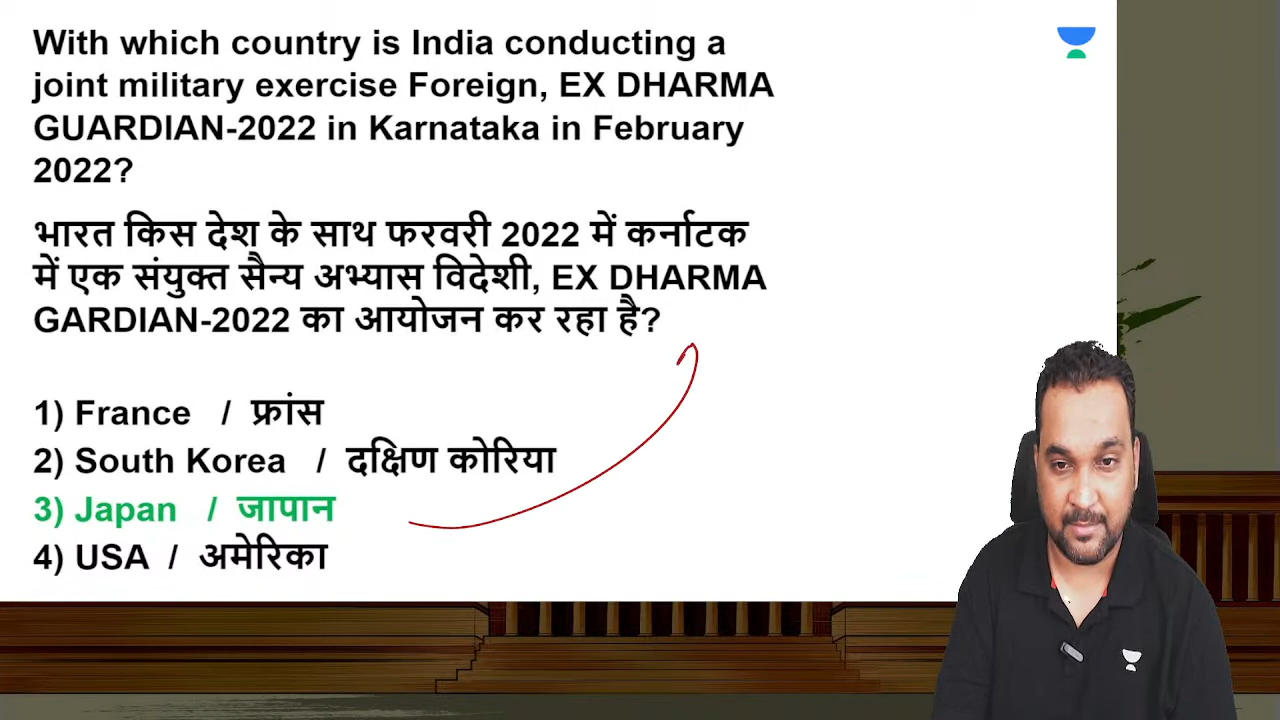 With which country is India conducting a
joint military exercise Foreign, EX DHARMA
GUARDIAN-2022 in Karnataka in February
2022?
भारत किस देश के साथ फरवरी 2022 में कर्नाटक
में एक संयुक्त सैन्य अभ्यास विदेशी, EX DHARMA
GARDIAN-2022 का आयोजन कर रहा है?
1) France / फ्रांस
2) South Korea / दक्षिण कोरिया
3) Japan / जापान
4) USA / अमेरिका